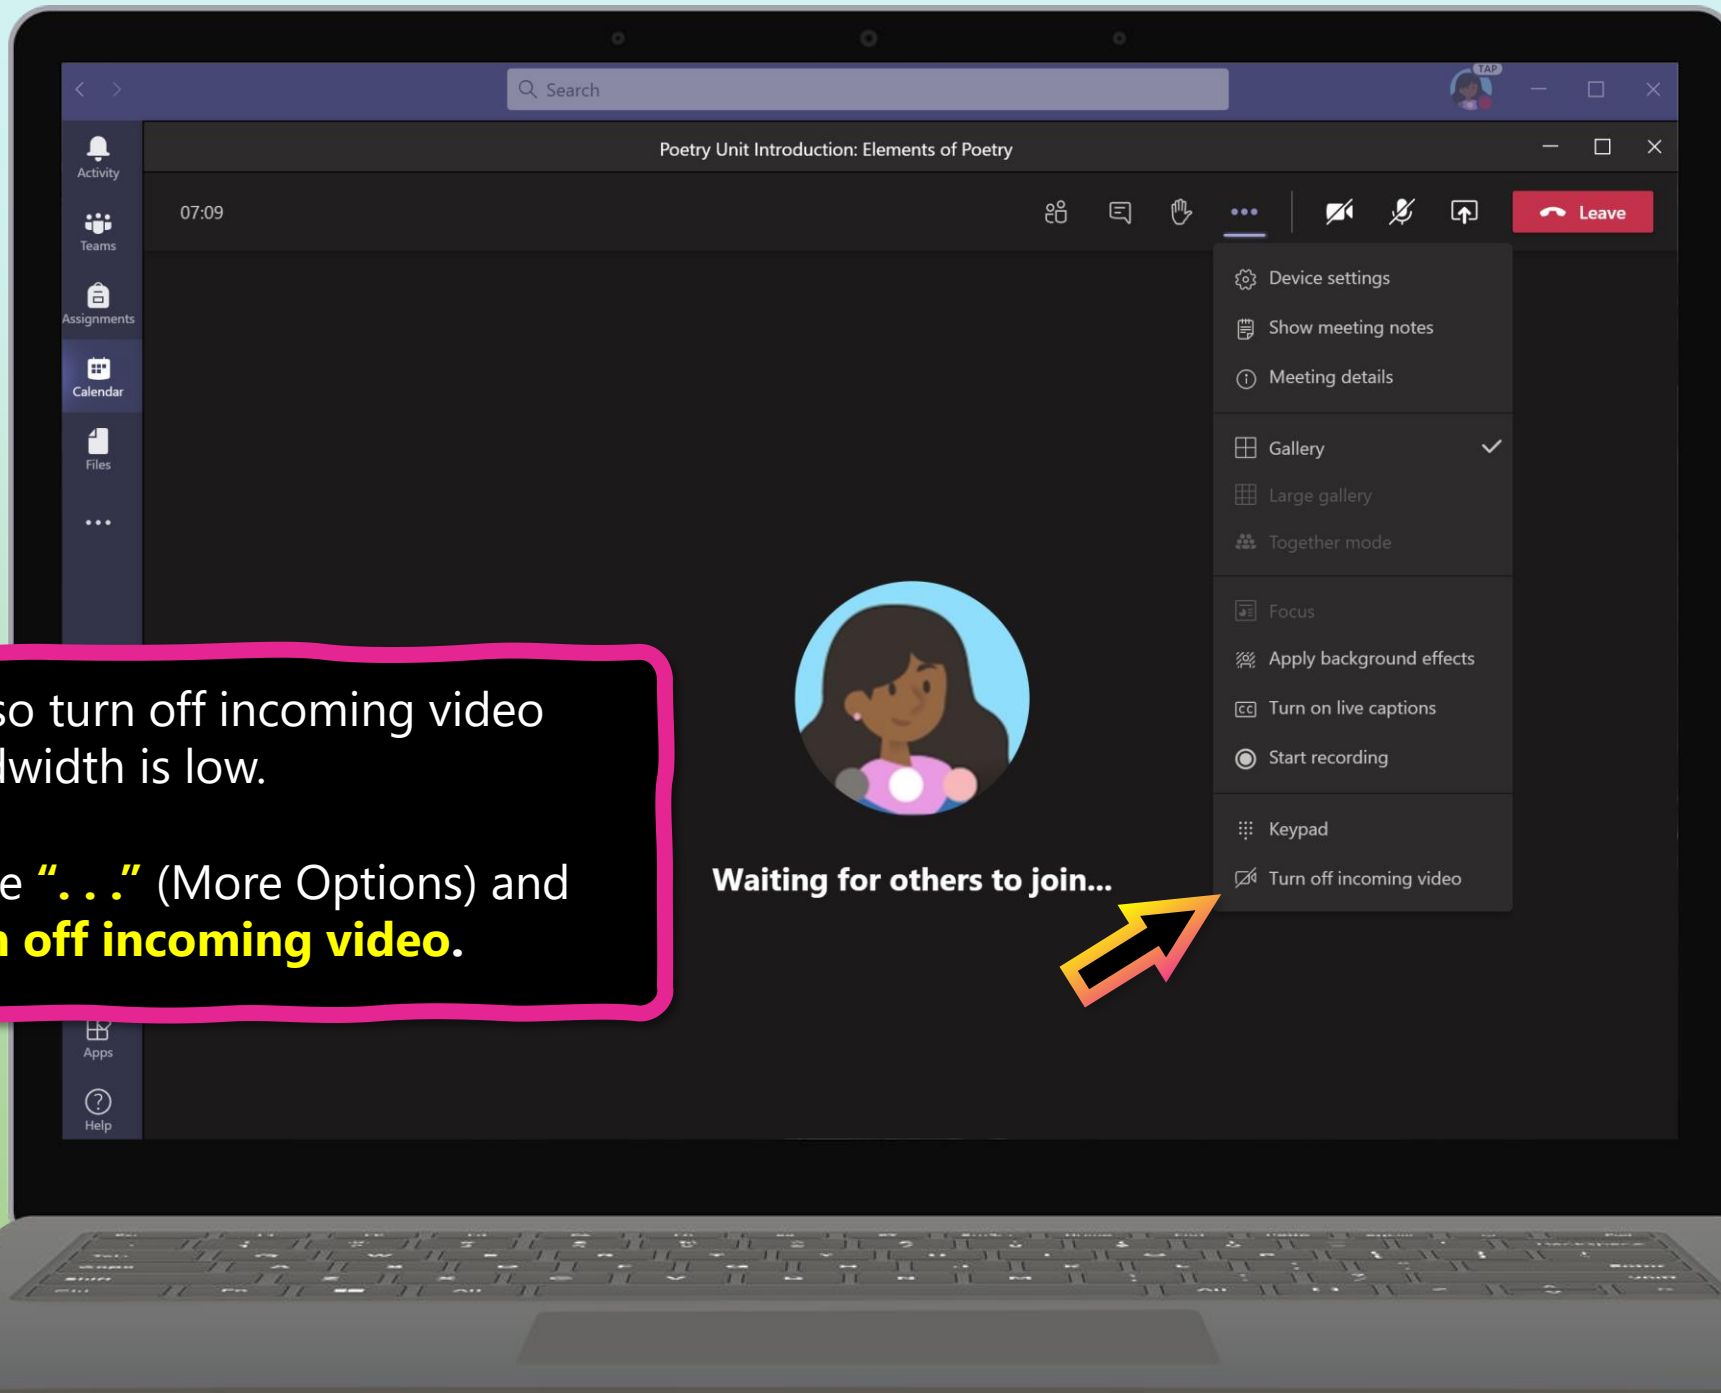 Search
TAP
Poetry Unit Introduction: Elements of Poetry
Activity
07:09
Leave
Teams
Assignments
Calendar
Files
Device settings
Show meeting notes
Meeting details
Gallery
Large gallery
Together mode
Focus
Apply background effects
CC Turn on live captions
Start recording
Keypad
Turn off incoming video
so turn off incoming video
dwidth is low.
e “. . .” (More Options) and
n off incoming video.
Waiting for others to join...
Apps
Help